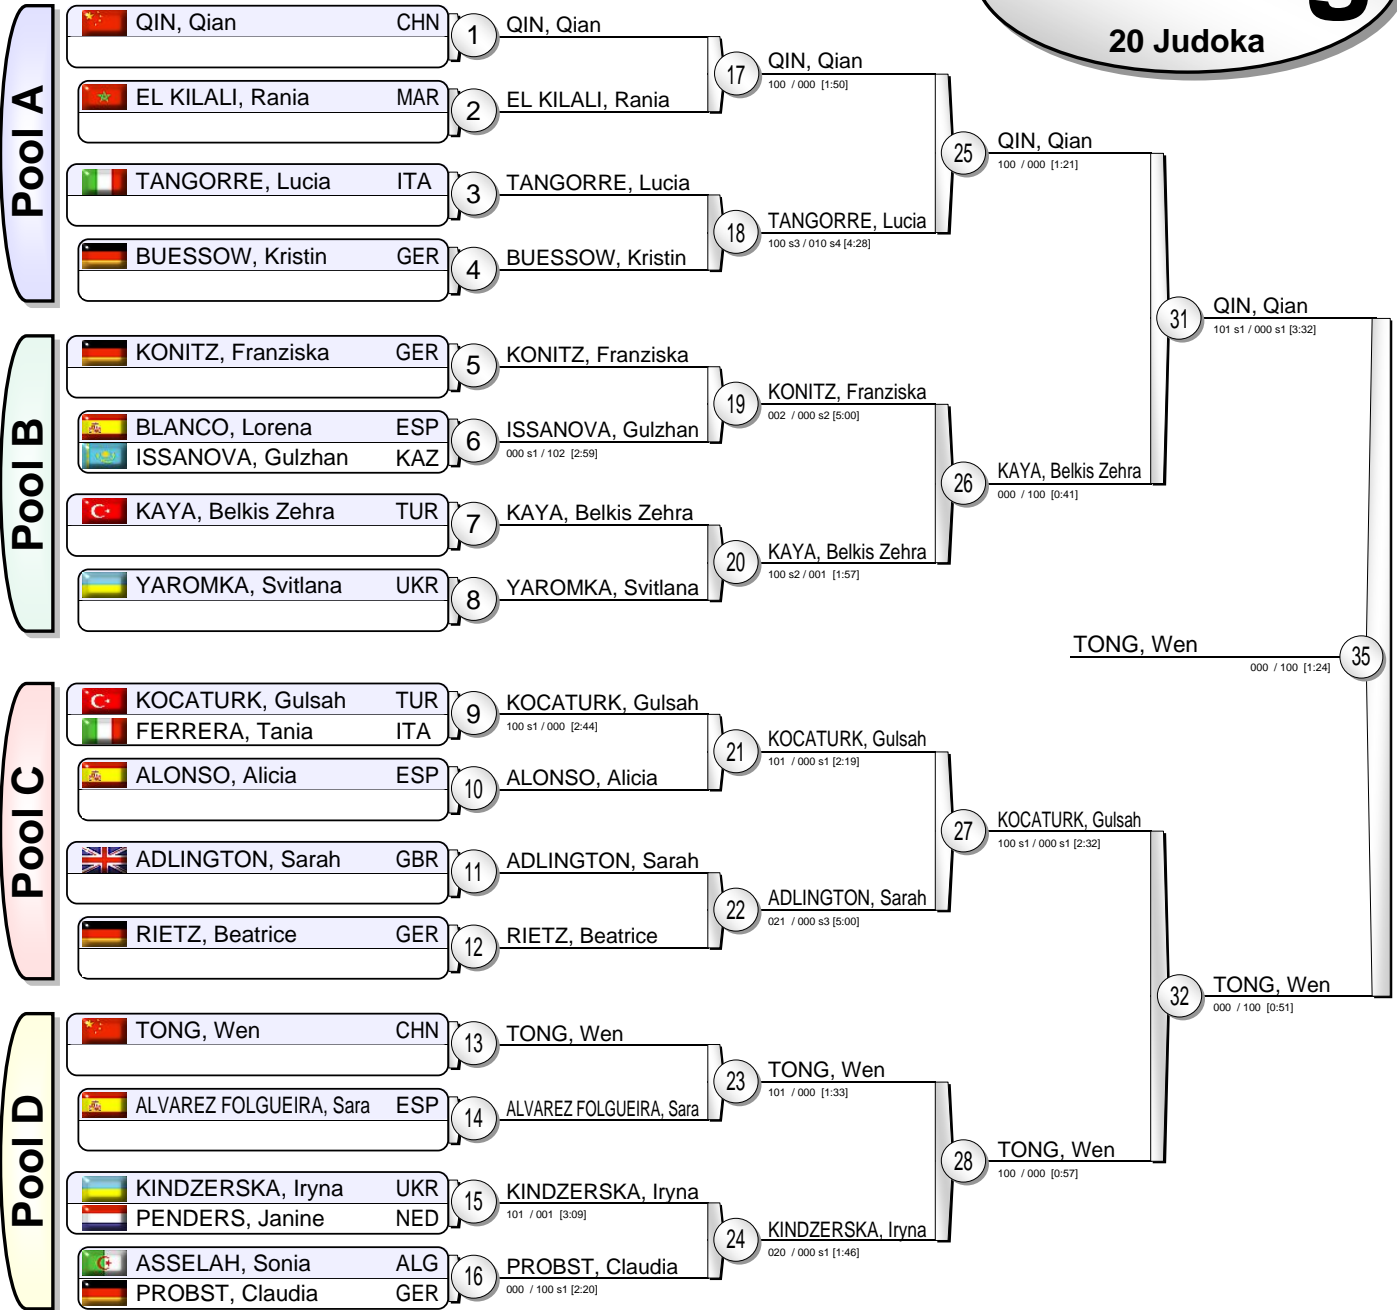 20 Judoka
Pool A
QIN, Qian CHN
1
EL KILALI, Rania MAR
2
TANGORRE, Lucia ITA
3
BUESSOW, Kristin GER
4
QIN, Qian
EL KILALI, Rania
17
TANGORRE, Lucia
BUESSOW, Kristin
18
QIN, Qian
100 / 000 [1:50]
TANGORRE, Lucia
100 s3 / 010 s4 [4:28]
25
QIN, Qian
100 / 000 [1:21]
Pool B
KONITZ, Franziska GER
5
BLANCO, Lorena ESP
ISSANOVA, Gulzhan KAZ
6
KAYA, Belkis Zehra TUR
7
YAROMKA, Svitlana UKR
8
KONITZ, Franziska
ISSANOVA, Gulzhan
000 s1 / 102 [2:59]
19
KAYA, Belkis Zehra
YAROMKA, Svitlana
20
KONITZ, Franziska
002 / 000 s2 [5:00]
KAYA, Belkis Zehra
100 s2 / 001 [1:57]
26
KAYA, Belkis Zehra
000 / 100 [0:41]
31
QIN, Qian
101 s1 / 000 s1 [3:32]
Pool C
KOCATURK, Gulsah TUR
FERRERA, Tania ITA
9
ALONSO, Alicia ESP
10
ADLINGTON, Sarah GBR
11
RIETZ, Beatrice GER
12
KOCATURK, Gulsah
100 s1 / 000 [2:44]
ALONSO, Alicia
21
ADLINGTON, Sarah
RIETZ, Beatrice
22
KOCATURK, Gulsah
101 / 000 s1 [2:19]
ADLINGTON, Sarah
021 / 000 s3 [5:00]
27
KOCATURK, Gulsah
100 s1 / 000 s1 [2:32]
Pool D
TONG, Wen CHN
13
ALVAREZ FOLGUEIRA, Sara ESP
14
KINDZERSKA, Iryna UKR
PENDERS, Janine NED
15
ASSELAH, Sonia ALG
PROBST, Claudia GER
16
TONG, Wen
ALVAREZ FOLGUEIRA, Sara
23
KINDZERSKA, Iryna
101 / 001 [3:09]
PROBST, Claudia
000 / 100 s1 [2:20]
24
TONG, Wen
101 / 000 [1:33]
KINDZERSKA, Iryna
020 / 000 s1 [1:46]
28
TONG, Wen
100 / 000 [0:57]
32
TONG, Wen
000 / 100 [0:51]
TONG, Wen
000 / 100 [1:24]
35